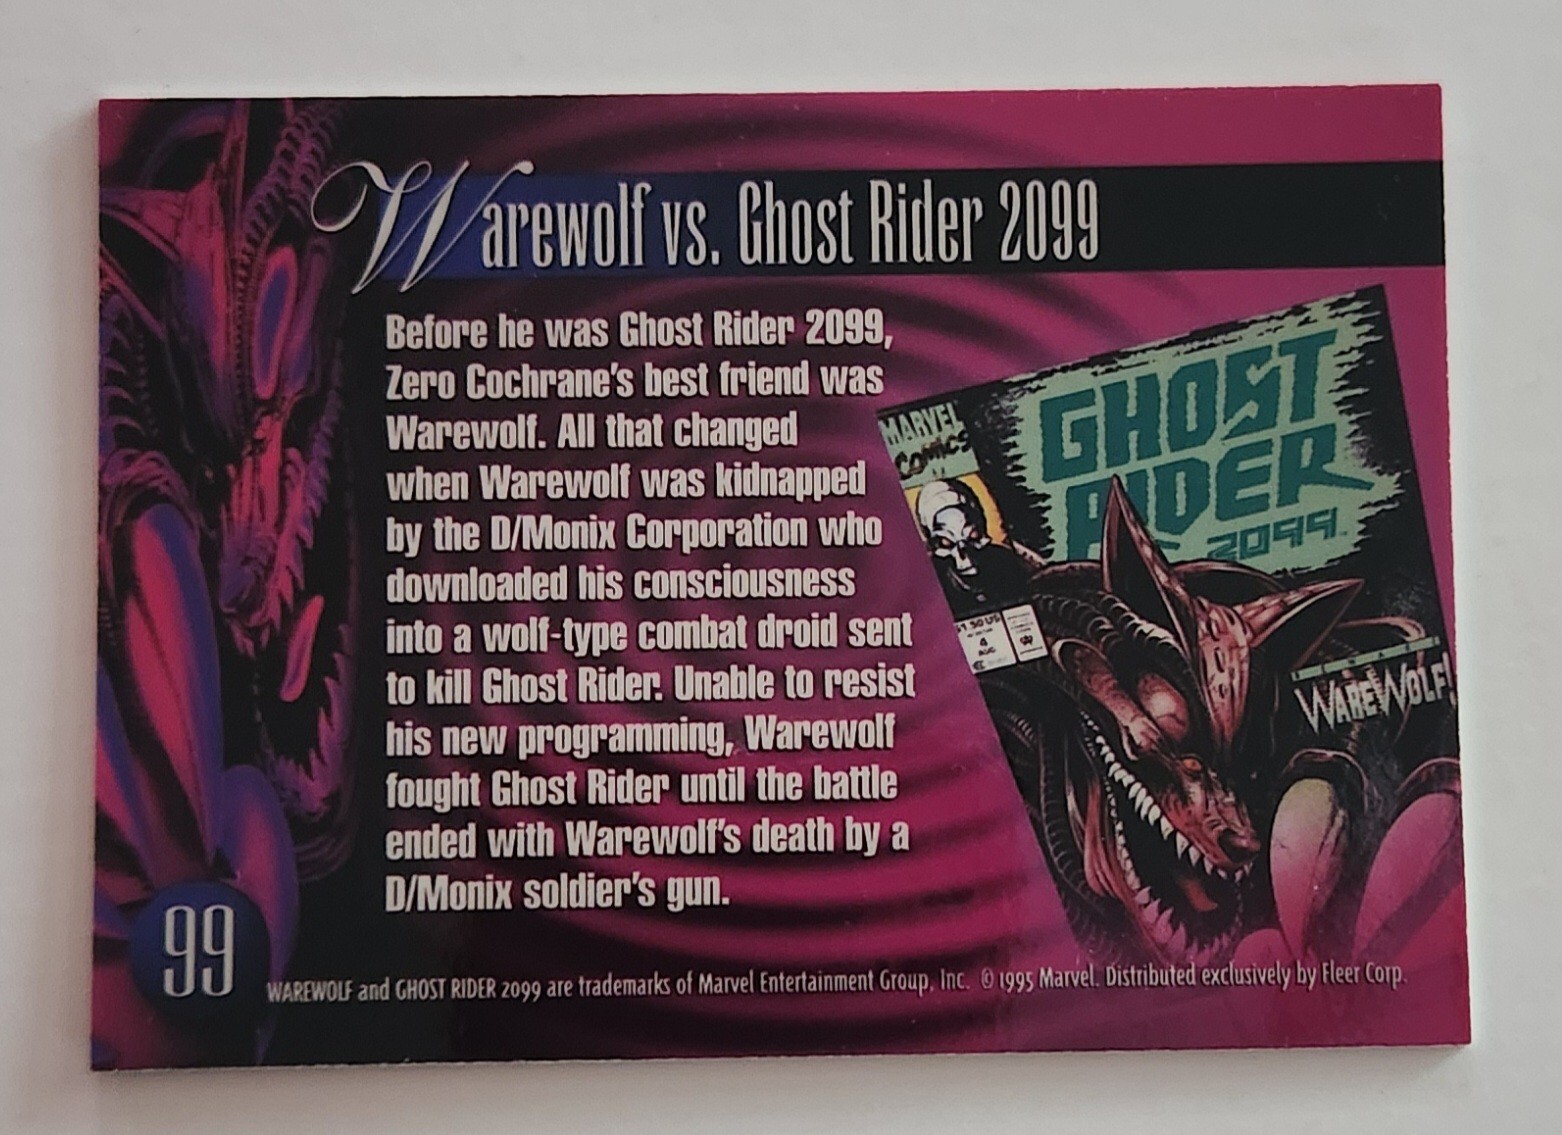 Warewolf vs. Ghost Rider 2099
Before he was Ghost Rider 2099,
Zero Cochrane's best friend was
Warewolf. All that changed
when Warewolf was kidnapped
by the D/Monix Corporation who
downloaded his consciousness
into a wolf-type combat droid sent
to kill Ghost Rider. Unable to resist
his new programming, Warewolf
fought Ghost Rider until the battle
ended with Warewolf's death by a
D/Monix soldier's gun.
MARVEL
COMICS
GHOST
RIDER
2099
$1.50 US
4
AUG
WAREWOLF!
99
WAREWOLF and GHOST RIDER 2099 are trademarks of Marvel Entertainment Group, Inc. © 1995 Marvel. Distributed exclusively by Fleer Corp.